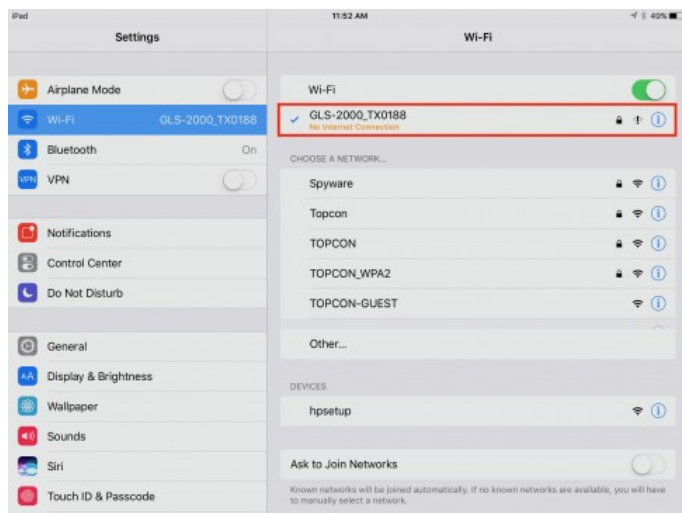 iPad
11:52 AM
49%
Settings
Wi-Fi
Airplane Mode
Wi-Fi
GLS-2000_TX0188
Bluetooth
On
VPN
VPN
Notifications
Control Center
Do Not Disturb
General
AA
Display & Brightness
Wallpaper
Sounds
Siri
Touch ID & Passcode
Wi-Fi
GLS-2000_TX0188
No Internet Connection
CHOOSE A NETWORK...
Spyware
Topcon
TOPCON
TOPCON_WPA2
TOPCON-GUEST
Other...
DEVICES
hpsetup
Ask to Join Networks
Known networks will be joined automatically. If no known networks are available, you will have
to manually select a network.